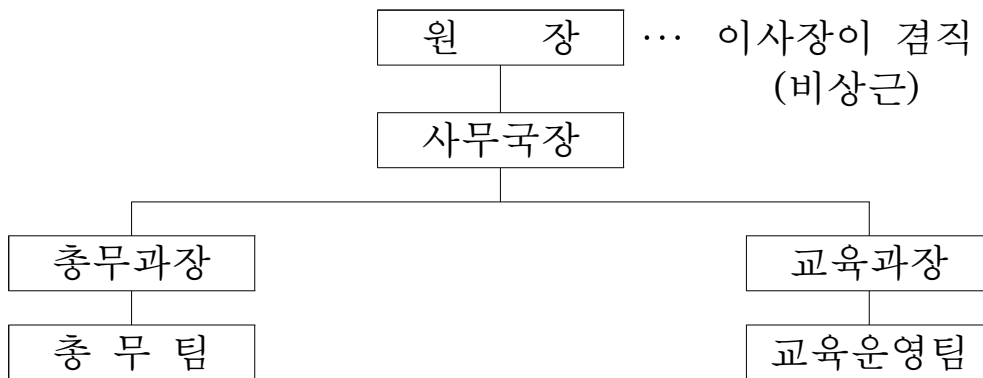 원 장 … 이사장이 겸직
(비상근)
사무국장
총무과장 교육과장
총 무 팀 교육운영팀